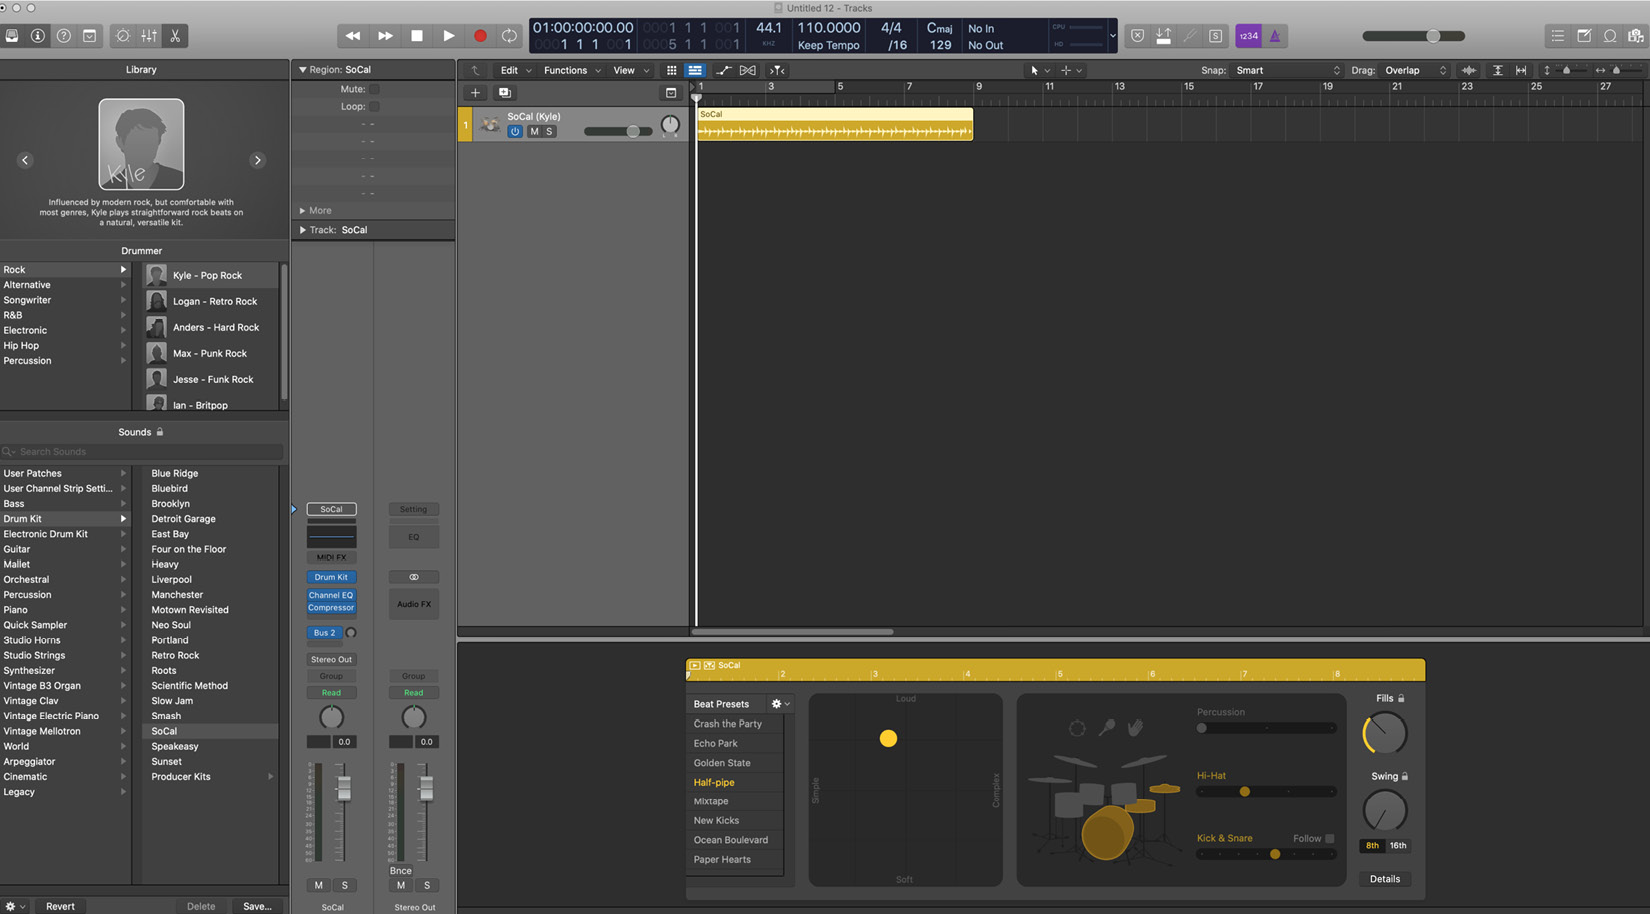 Untitled 12 - Tracks
01:00:00:00.00
1 1 1 001
001 1 1 001
005 1 1 001
44.1
KHZ
110.0000
Keep Tempo
4/4
/16
Cmaj
129
No In
No Out
CPU
HD
1234
Library
Kyle
Influenced by modern rock, but comfortable with
most genres, Kyle plays straightforward rock beats on
a natural, versatile kit.
Drummer
Rock
Alternative
Songwriter
R&B
Electronic
Hip Hop
Percussion
Kyle - Pop Rock
Logan - Retro Rock
Anders - Hard Rock
Max - Punk Rock
Jesse - Funk Rock
Ian - Britpop
Sounds
Search Sounds
User Patches
User Channel Strip Setti...
Bass
Drum Kit
Electronic Drum Kit
Guitar
Mallet
Orchestral
Percussion
Piano
Quick Sampler
Studio Horns
Studio Strings
Synthesizer
Vintage B3 Organ
Vintage Clav
Vintage Electric Piano
Vintage Mellotron
World
Arpeggiator
Cinematic
Legacy
Blue Ridge
Bluebird
Brooklyn
Detroit Garage
East Bay
Four on the Floor
Heavy
Liverpool
Manchester
Motown Revisited
Neo Soul
Portland
Retro Rock
Roots
Scientific Method
Slow Jam
Smash
SoCal
Speakeasy
Sunset
Producer Kits
Revert
Delete
Save...
Region: SoCal
Mute:
Loop:
More
Track: SoCal
SoCal
Setting
EQ
MIDI FX
Drum Kit
Channel EQ
Compressor
Audio FX
Bus 2
Stereo Out
Group
Group
Read
Read
0.0
0.0
Bnce
M S
M S
SoCal
Stereo Out
Edit
Functions
View
Snap: Smart
Drag: Overlap
1 3 5 7 9 11 13 15 17 19 21 23 25 27
1
SoCal (Kyle)
M S
L R
SoCal
SoCal
2 3 4 5 6 7 8
Beat Presets
Crash the Party
Echo Park
Golden State
Half-pipe
Mixtape
New Kicks
Ocean Boulevard
Paper Hearts
Loud
Simple
Complex
Soft
Percussion
Hi-Hat
Kick & Snare
Follow
Fills
Swing
8th 16th
Details